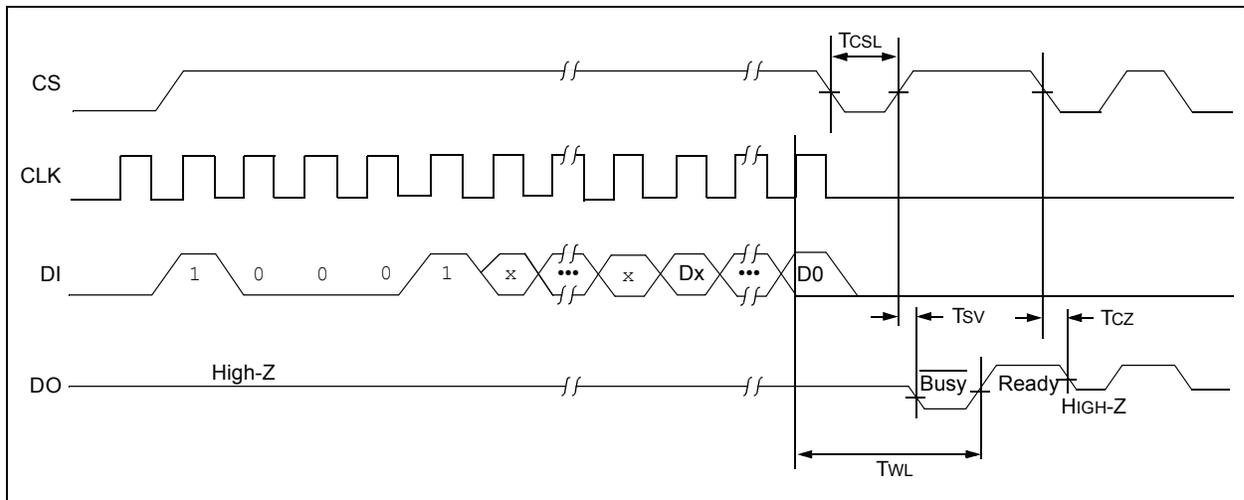 TCSL
CS
CLK
DI 1 0 0 0 1 x ••• x Dx ••• D0
TSV TCZ
High-Z
DO Busy Ready
HIGH-Z
TWL